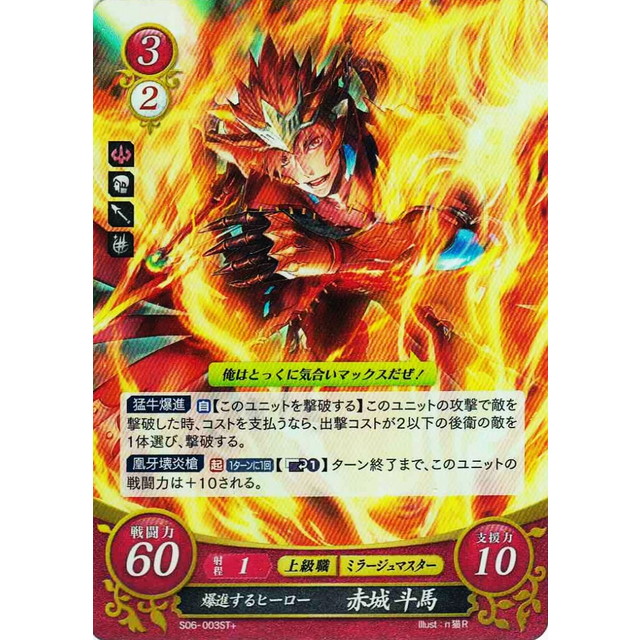 3
2
俺はとっくに気合いマックスだぜ!
猛牛爆進 自【このユニットを撃破する】このユニットの攻撃で敵を
撃破した時、コストを支払うなら、出撃コストが2以下の後衛の敵を
1体選び、撃破する。
凰牙壊炎槍 起 1ターンに1回【1】ターン終了まで、このユニットの
戦闘力は+10される。
戦闘力
60
射程 1
上級職 ミラージュマスター
支援力
10
爆進するヒーロー 赤城 斗馬
S06-003ST+ Illust:п猫R